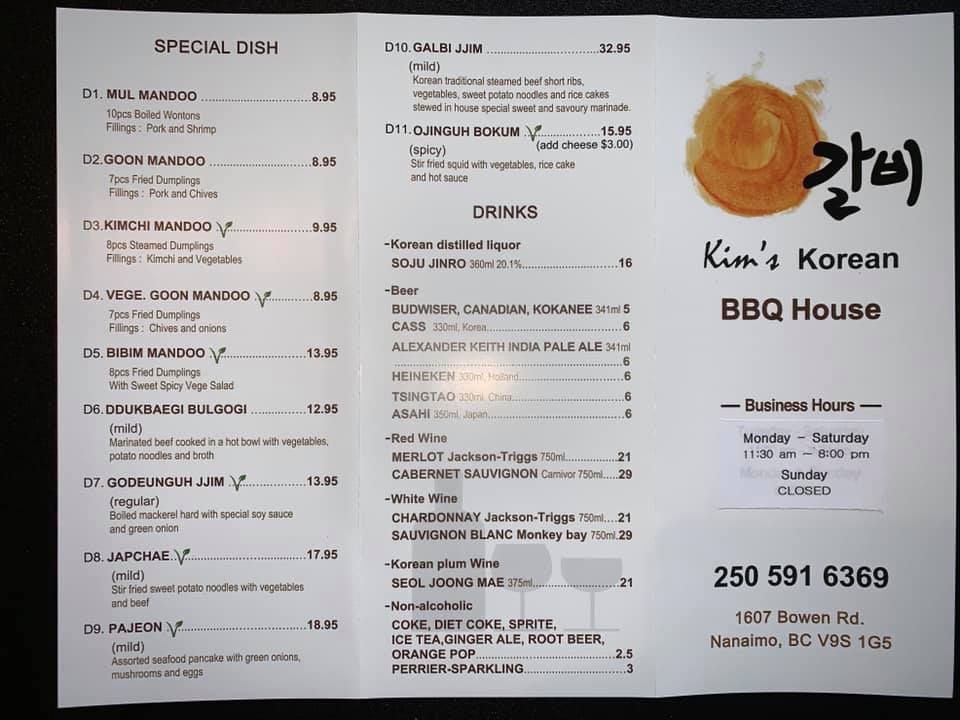 SPECIAL DISH
D1. MUL MANDOO ..............................8.95
10pcs Boiled Wontons
Fillings : Pork and Shrimp
D2.GOON MANDOO ............................8.95
7pcs Fried Dumplings
Fillings : Pork and Chives
D3.KIMCHI MANDOO ..................9.95
8pcs Steamed Dumplings
Fillings : Kimchi and Vegetables
D4. VEGE. GOON MANDOO ............8.95
7pcs Fried Dumplings
Fillings : Chives and onions
D5. BIBIM MANDOO ......................13.95
8pcs Fried Dumplings
With Sweet Spicy Vege Salad
D6. DDUKBAEGI BULGOGI ...............12.95
(mild)
Marinated beef cooked in a hot bowl with vegetables,
potato noodles and broth
D7. GODEUNGUH JJIM ................13.95
(regular)
Boiled mackerel hard with special soy sauce
and green onion
D8. JAPCHAE................................17.95
(mild)
Stir fried sweet potato noodles with vegetables
and beef
D9. PAJEON .................................18.95
(mild)
Assorted seafood pancake with green onions,
mushrooms and eggs
D10. GALBI JJIM ..............................32.95
(mild)
Korean traditional steamed beef short ribs,
vegetables, sweet potato noodles and rice cakes
stewed in house special sweet and savoury marinade.
D11. OJINGUH BOKUM ..................15.95
(add cheese $3.00)
(spicy)
Stir fried squid with vegetables, rice cake
and hot sauce
DRINKS
-Korean distilled liquor
SOJU JINRO 360ml 20.1%.........................16
-Beer
BUDWISER, CANADIAN, KOKANEE 341ml 5
CASS 330ml, Korea...................................6
ALEXANDER KEITH INDIA PALE ALE 341ml
............................................................6
HEINEKEN 330ml, Holland..........................6
TSINGTAO 330ml, China............................6
ASAHI 350ml, Japan..................................6
-Red Wine
MERLOT Jackson-Triggs 750ml................21
CABERNET SAUVIGNON Carnivor 750ml....29
-White Wine
CHARDONNAY Jackson-Triggs 750ml....21
SAUVIGNON BLANC Monkey bay 750ml.29
-Korean plum Wine
SEOL JOONG MAE 375ml.........................21
-Non-alcoholic
COKE, DIET COKE, SPRITE,
ICE TEA,GINGER ALE, ROOT BEER,
ORANGE POP........................................2.5
PERRIER-SPARKLING..............................3
갈비
Kim's Korean
BBQ House
— Business Hours —
Monday - Saturday
11:30 am ~ 8:00 pm
Sunday
CLOSED
250 591 6369
1607 Bowen Rd.
Nanaimo, BC V9S 1G5